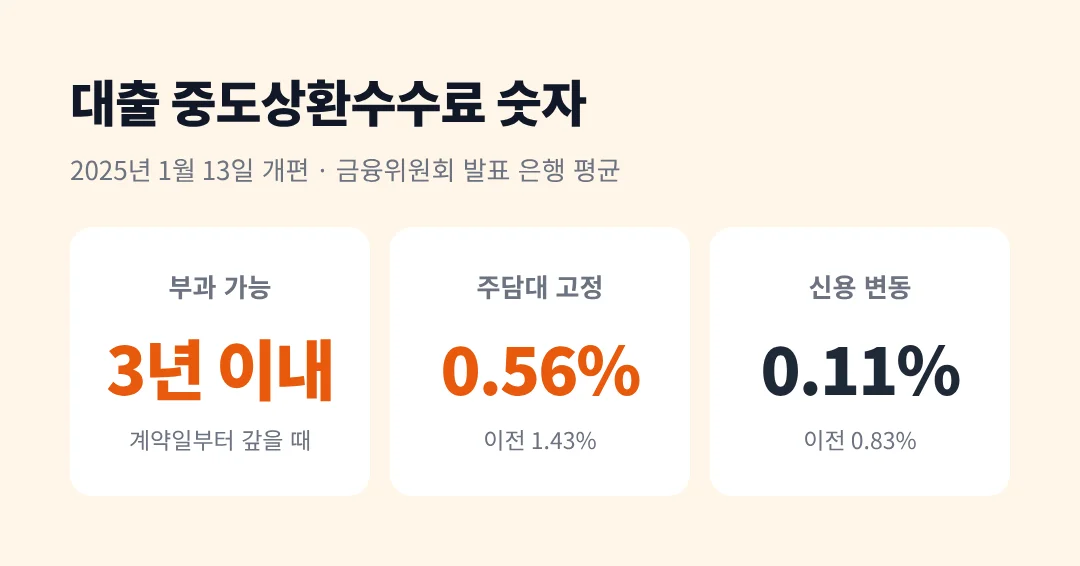 대출 중도상환수수료 숫자
2025년 1월 13일 개편 · 금융위원회 발표 은행 평균
부과 가능
3년 이내
계약일부터 갚을 때
주담대 고정
0.56%
이전 1.43%
신용 변동
0.11%
이전 0.83%